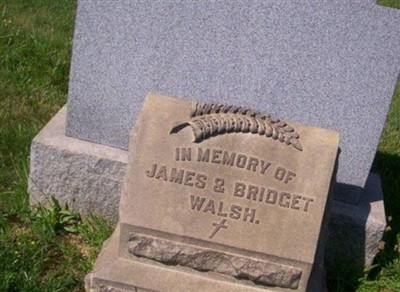 IN MEMORY OF
JAMES & BRIDGET
WALSH.